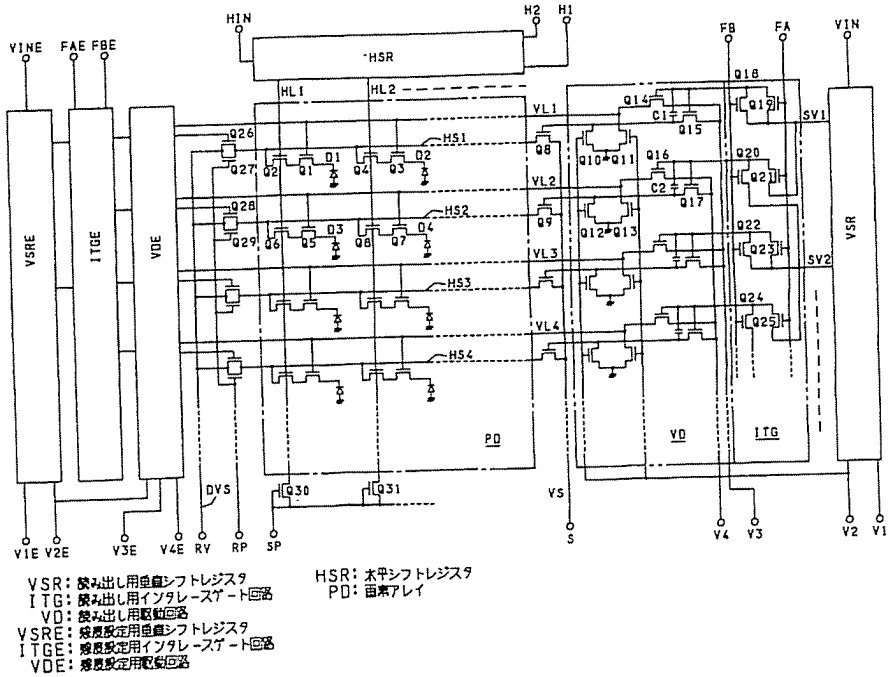 HIN
H2
H1
VINE
FAE
FBE
HSR
FB
FA
VIN
HL1
HL2
VL1
HS1
Q14
C1
Q15
Q18
Q19
SV1
Q26
Q27
Q2
Q1
D1
Q4
Q3
D2
Q8
Q10
Q11
Q16
C2
Q17
Q20
Q21
VL2
HS2
Q28
Q29
Q6
Q5
D3
Q8
Q7
D4
Q9
Q12
Q13
Q22
Q23
SV2
VL3
HS3
Q24
Q25
VL4
HS4
VSRE
ITGE
VDE
VSR
PD
VD
ITG
DVS
Q30
Q31
VS
V1E
V2E
V3E
V4E
RV
RP
SP
S
V4
V3
V2
V1
VSR: 読み出し用垂直シフトレジスタ
ITG: 読み出し用インタレースゲート回路
VD: 読み出し用駆動回路
VSRE: 感度設定用垂直シフトレジスタ
ITGE: 感度設定用インタレースゲート回路
VDE: 感度設定用駆動回路
HSR: 水平シフトレジスタ
PD: 画素アレイ